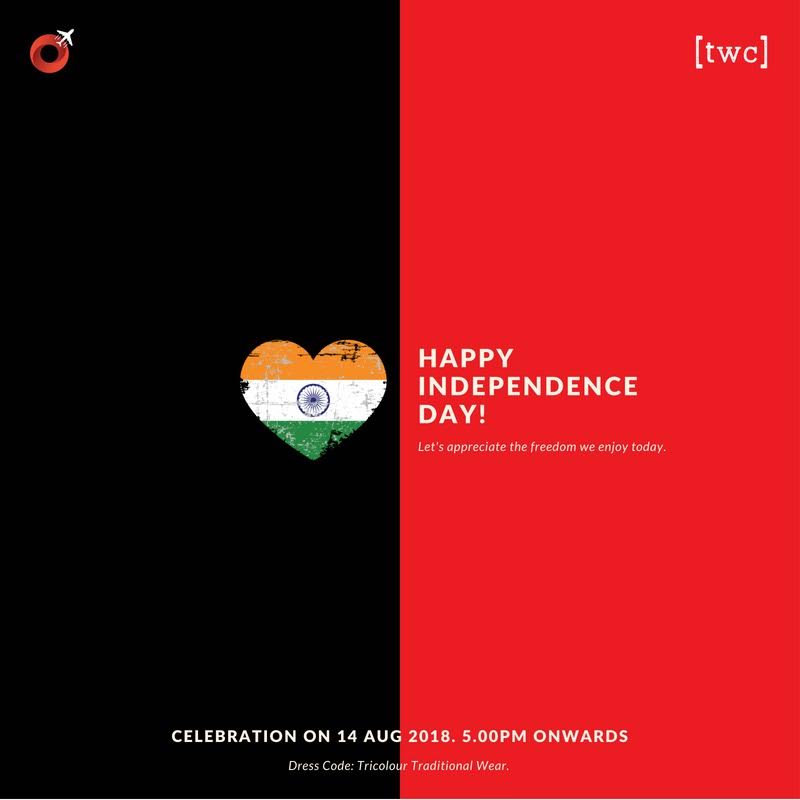 [twc]
HAPPY
INDEPENDENCE
DAY!
Let's appreciate the freedom we enjoy today.
CELEBRATION ON 14 AUG 2018. 5.00PM ONWARDS
Dress Code: Tricolour Traditional Wear.